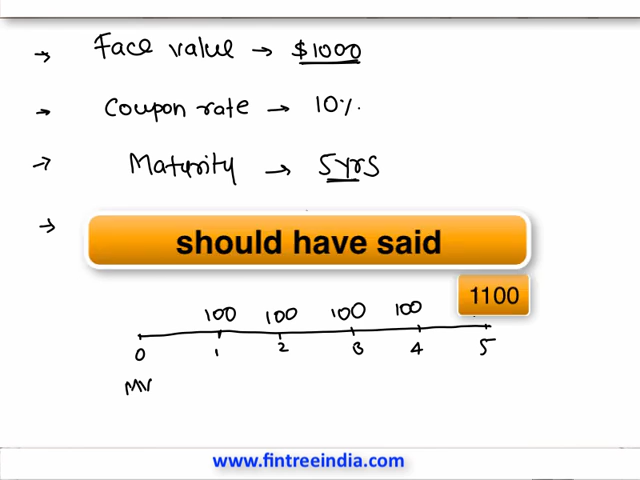 → Face value → $1000
→ Coupon rate → 10%
→ Maturity → 5yrs
→
should have said
1100
100 100 100 100
0 1 2 3 4 5
MV
www.fintreeindia.com